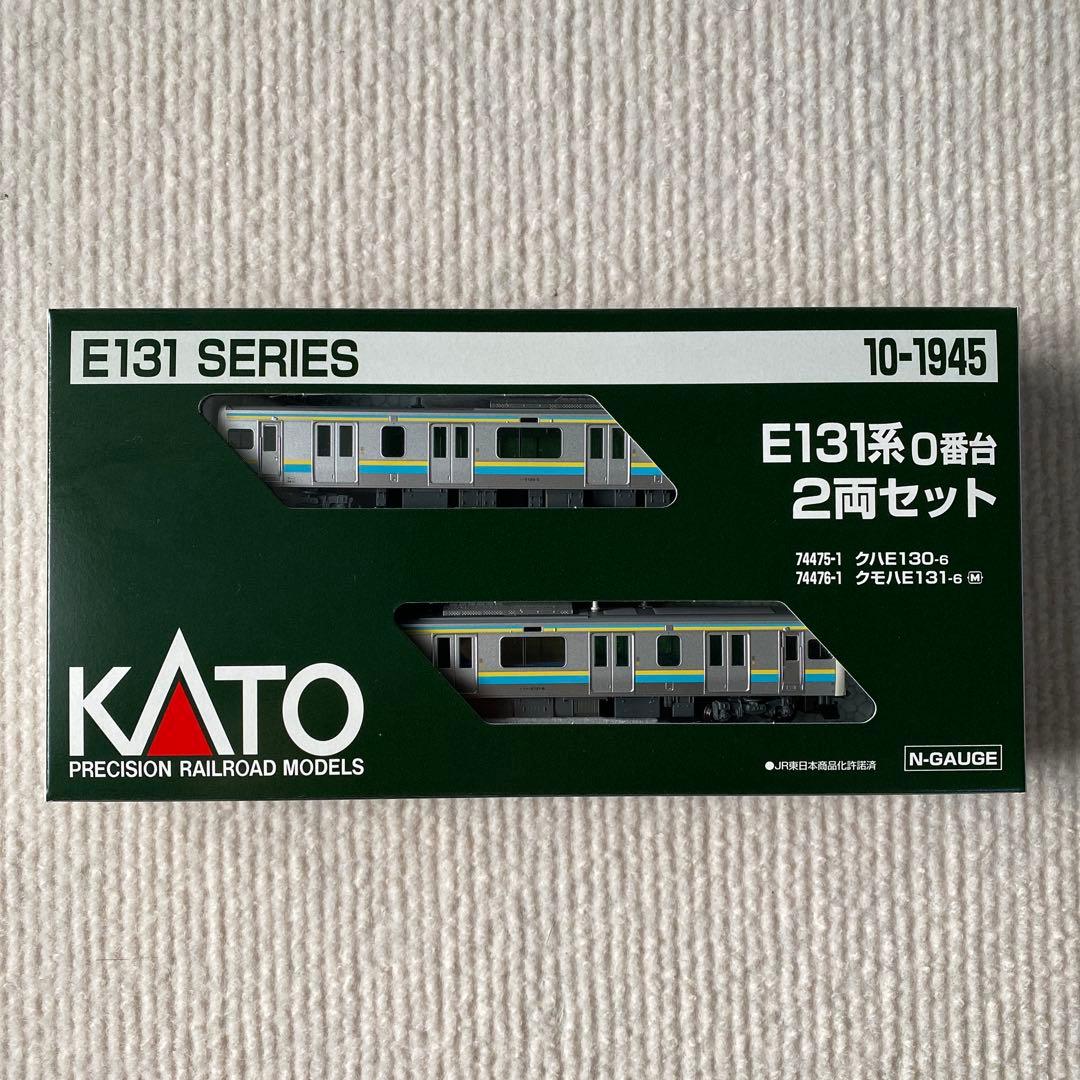 E131 SERIES
10-1945
E131系0番台
2両セット
74475-1 クハE130-6
74476-1 クモハE131-6 M
KATO
PRECISION RAILROAD MODELS
●JR東日本商品化許諾済
N-GAUGE